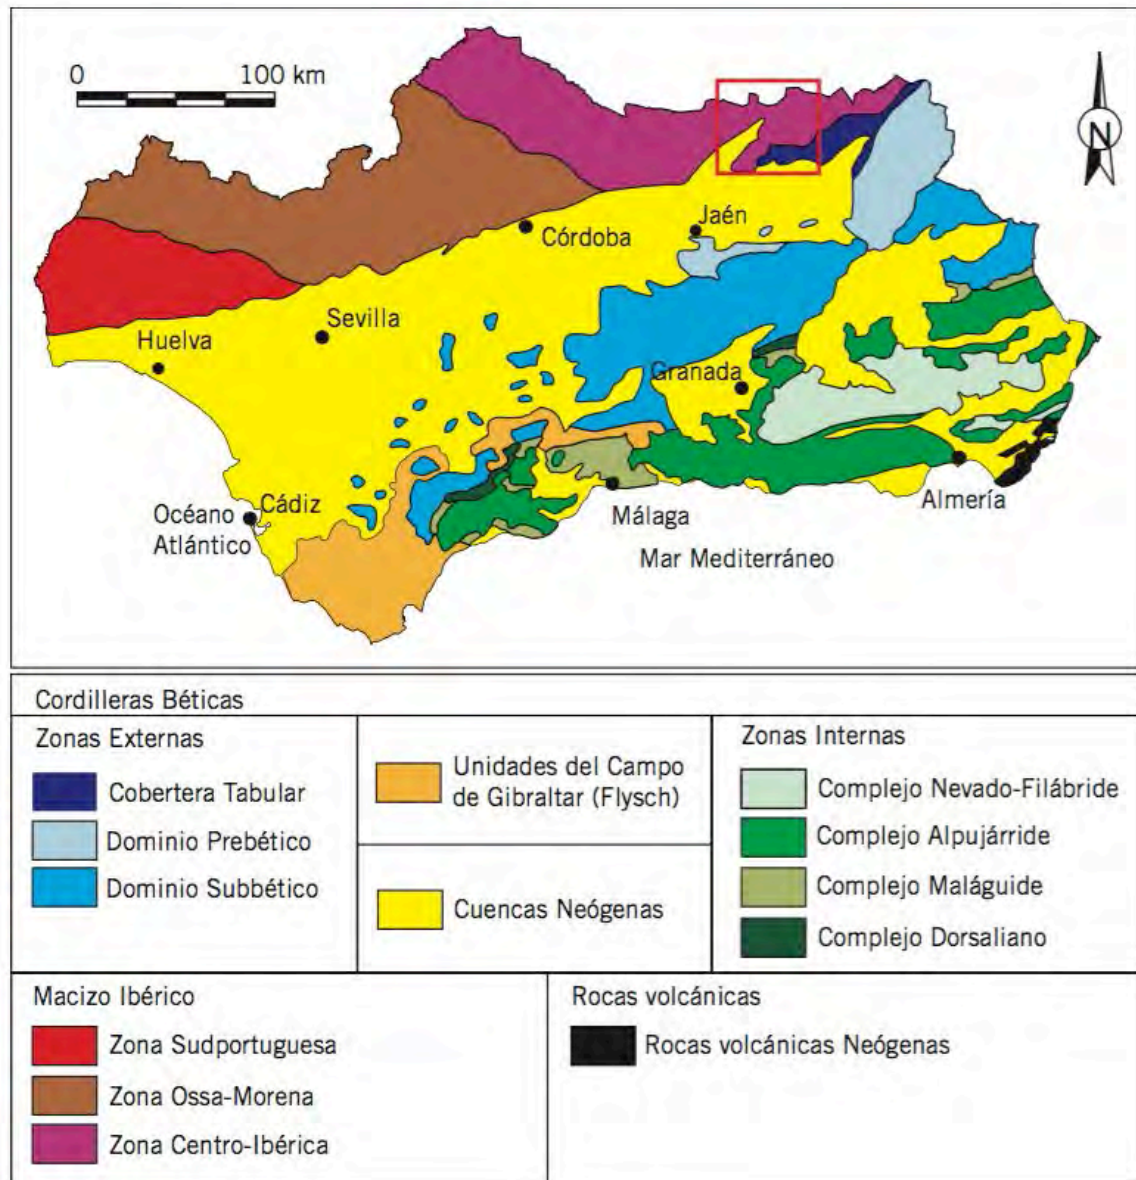 0 100 km
N
Jaén
Córdoba
Sevilla
Huelva
Granada
Cádiz
Océano
Atlántico
Málaga
Almería
Mar Mediterráneo
Cordilleras Béticas
Zonas Externas
Cobertera Tabular
Dominio Prebético
Dominio Subbético
Unidades del Campo
de Gibraltar (Flysch)
Cuencas Neógenas
Zonas Internas
Complejo Nevado-Filábride
Complejo Alpujárride
Complejo Maláguide
Complejo Dorsaliano
Macizo Ibérico
Zona Sudportuguesa
Zona Ossa-Morena
Zona Centro-Ibérica
Rocas volcánicas
Rocas volcánicas Neógenas